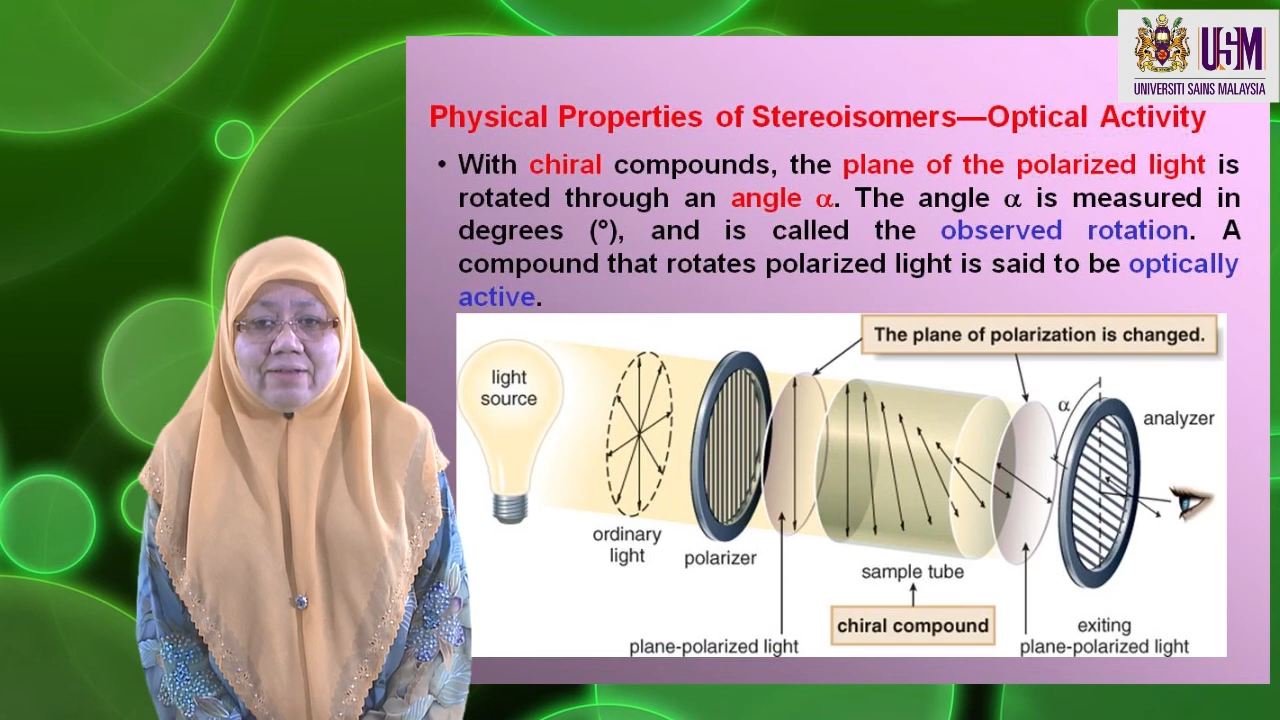 USM
UNIVERSITI SAINS MALAYSIA
Physical Properties of Stereoisomers—Optical Activity
• With chiral compounds, the plane of the polarized light is
rotated through an angle α. The angle α is measured in
degrees (°), and is called the observed rotation. A
compound that rotates polarized light is said to be optically
active.
The plane of polarization is changed.
light
source
α
analyzer
ordinary
light
polarizer
sample tube
chiral compound
exiting
plane-polarized light
plane-polarized light